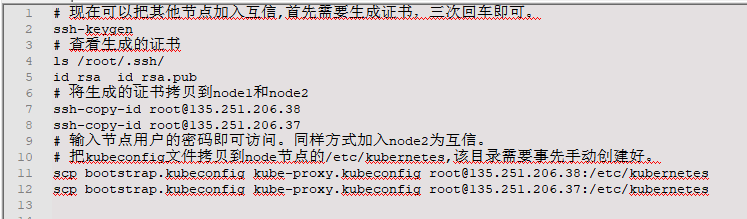 1 # 现在可以把其他节点加入互信,首先需要生成证书，三次回车即可。
2 ssh-keygen
3 # 查看生成的证书
4 ls /root/.ssh/
5 id_rsa  id_rsa.pub
6 # 将生成的证书拷贝到node1和node2
7 ssh-copy-id root@135.251.206.38
8 ssh-copy-id root@135.251.206.37
9 # 输入节点用户的密码即可访问。同样方式加入node2为互信。
10 # 把kubeconfig文件拷贝到node节点的/etc/kubernetes,该目录需要事先手动创建好。
11 scp bootstrap.kubeconfig kube-proxy.kubeconfig root@135.251.206.38:/etc/kubernetes
12 scp bootstrap.kubeconfig kube-proxy.kubeconfig root@135.251.206.37:/etc/kubernetes
13